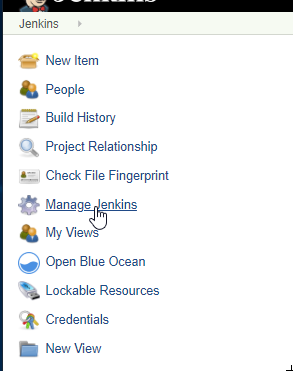 Jenkins
Jenkins
New Item
People
Build History
Project Relationship
Check File Fingerprint
Manage Jenkins
My Views
Open Blue Ocean
Lockable Resources
Credentials
New View